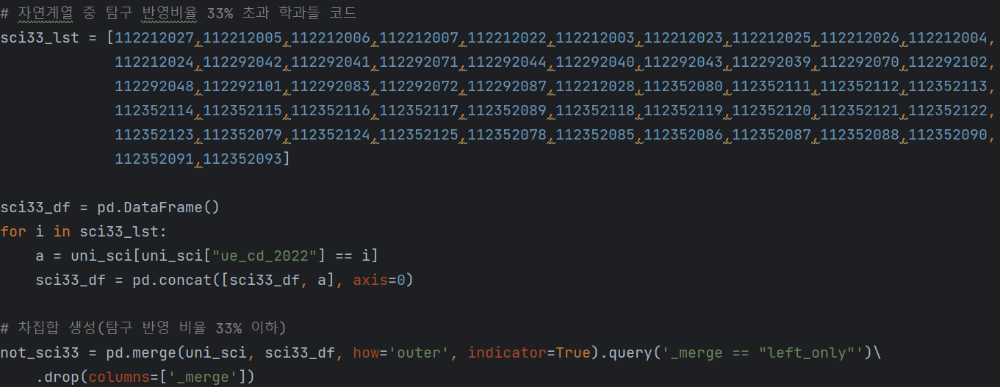 # 자연계열 중 탐구 반영비율 33% 초과 학과들 코드
sci33_lst = [112212027,112212005,112212006,112212007,112212022,112212003,112212023,112212025,112212026,112212004,
             112212024,112292042,112292041,112292071,112292044,112292040,112292043,112292039,112292070,112292102,
             112292048,112292101,112292083,112292072,112292087,112212028,112352080,112352111,112352112,112352113,
             112352114,112352115,112352116,112352117,112352089,112352118,112352119,112352120,112352121,112352122,
             112352123,112352079,112352124,112352125,112352078,112352085,112352086,112352087,112352088,112352090,
             112352091,112352093]

sci33_df = pd.DataFrame()
for i in sci33_lst:
    a = uni_sci[uni_sci["ue_cd_2022"] == i]
    sci33_df = pd.concat([sci33_df, a], axis=0)

# 차집합 생성(탐구 반영 비율 33% 이하)
not_sci33 = pd.merge(uni_sci, sci33_df, how='outer', indicator=True).query('_merge == "left_only"')\
    .drop(columns=['_merge'])